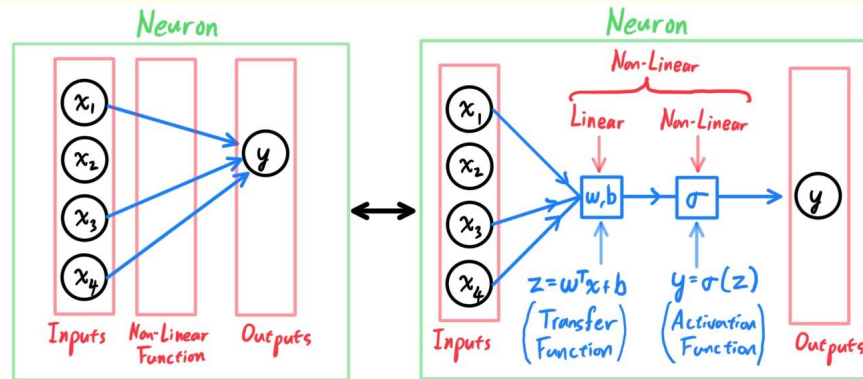 Neuron
x₁
x₂
x₃
x₄
y
Inputs
Non-Linear
Function
Outputs
Neuron
Non-Linear
Linear
Non-Linear
x₁
x₂
x₃
x₄
w,b
σ
y
z=wᵀx+b
(Transfer
Function)
y=σ(z)
(Activation
Function)
Inputs
Outputs